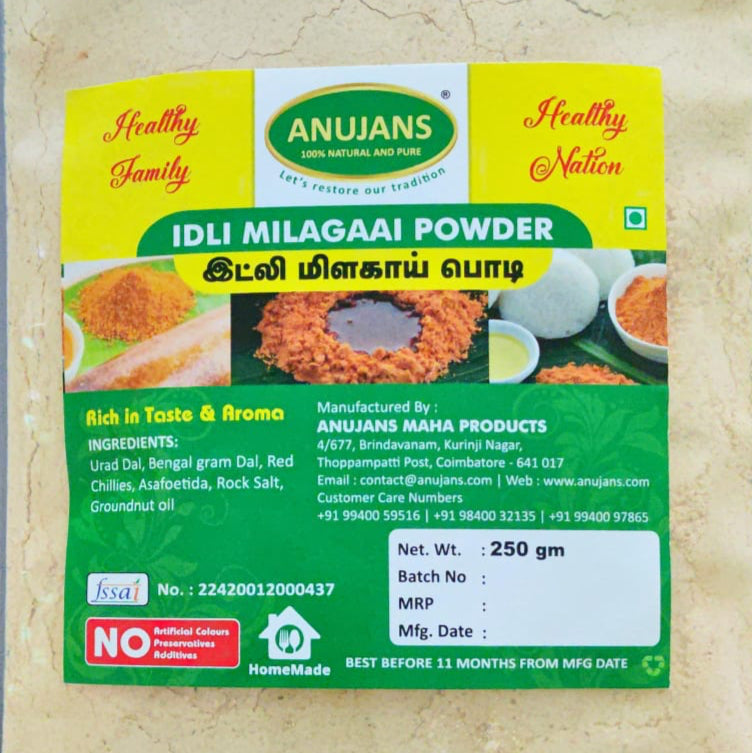 Healthy
Family
ANUJANS
®
100% NATURAL AND PURE
Let's restore our tradition
Healthy
Nation
IDLI MILAGAAI POWDER
இட்லி மிளகாய் பொடி
Rich in Taste & Aroma
INGREDIENTS:
Urad Dal, Bengal gram Dal, Red
Chillies, Asafoetida, Rock Salt,
Groundnut oil
Manufactured By :
ANUJANS MAHA PRODUCTS
4/677, Brindavanam, Kurinji Nagar,
Thoppampatti Post, Coimbatore - 641 017
Email : contact@anujans.com | Web : www.anujans.com
Customer Care Numbers
+91 99400 59516 | +91 98400 32135 | +91 99400 97865
Net. Wt. : 250 gm
Batch No :
MRP :
Mfg. Date :
fssai No. : 22420012000437
NO Artificial Colours
Preservatives
Additives
HomeMade
BEST BEFORE 11 MONTHS FROM MFG DATE